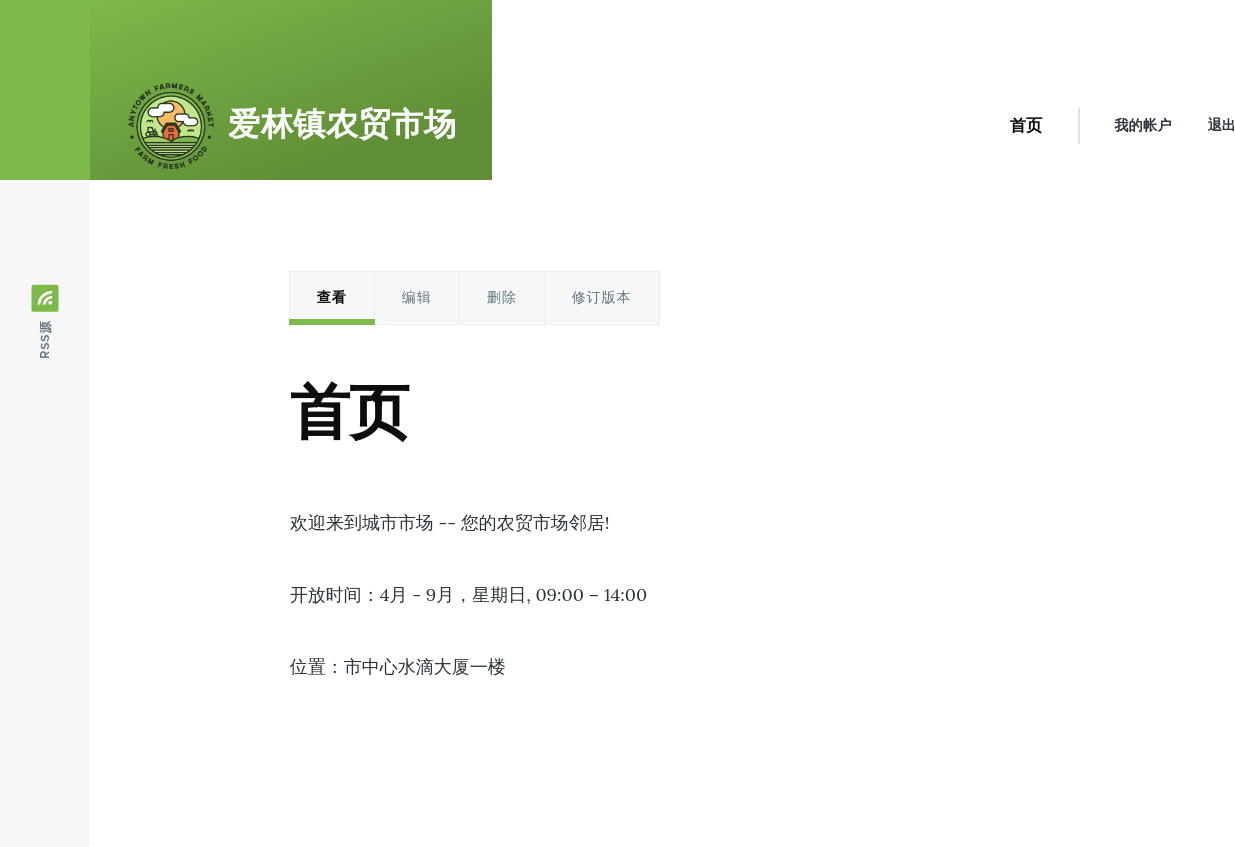 ANYTOWN FARMERS MARKET
FARM FRESH FOOD
爱林镇农贸市场
首页
我的帐户
退出
RSS源
查看
编辑
删除
修订版本
首页
欢迎来到城市市场 -- 您的农贸市场邻居!
开放时间：4月 - 9月，星期日, 09:00 – 14:00
位置：市中心水滴大厦一楼